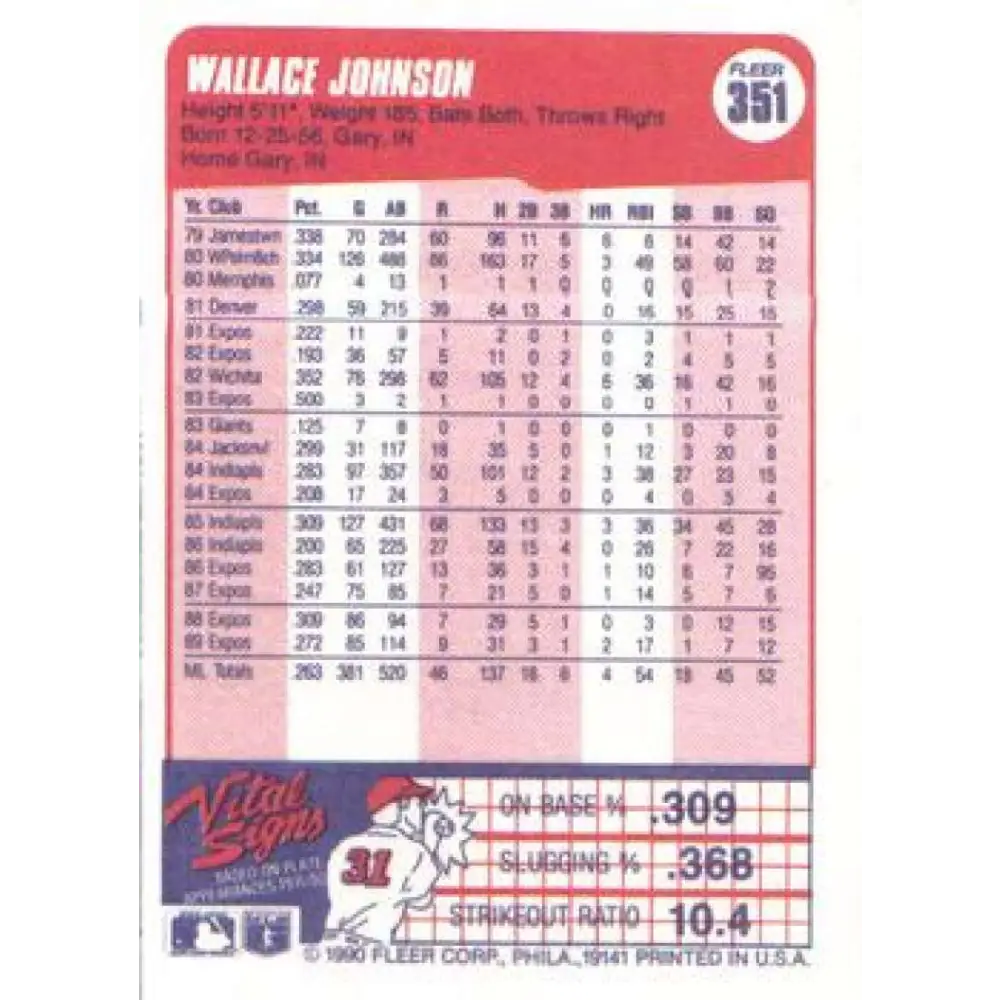 WALLACE JOHNSON
FLEER
351
Height 5'11", Weight 185, Bats Both, Throws Right
Born 12-25-56, Gary, IN
Home Gary, IN
Yr. Club Pct. G AB R H 2B 3B HR RBI SB BB SO
79 Jamestwn .338 70 284 60 96 11 6 6 6 14 42 14
80 WPalmBch .334 126 488 86 163 17 5 3 49 58 60 22
80 Memphis .077 4 13 1 1 1 0 0 0 0 1 2
81 Denver .298 59 215 39 64 13 4 0 16 15 25 15
81 Expos .222 11 9 1 2 0 1 0 3 1 1 1
82 Expos .193 36 57 5 11 0 2 0 2 4 5 5
82 Wichita .352 76 298 62 105 12 4 6 36 16 42 16
83 Expos .500 3 2 1 1 0 0 0 0 1 1 0
83 Giants .125 7 8 0 1 0 0 0 1 0 0 0
84 Jacksnvl .299 31 117 18 35 5 0 1 12 3 20 8
84 Indiapls .283 97 357 50 101 12 2 3 38 27 23 15
84 Expos .208 17 24 3 5 0 0 0 4 0 5 4
85 Indiapls .309 127 431 68 133 13 3 3 36 34 45 28
86 Indiapls .200 65 225 27 58 15 4 0 26 7 22 16
86 Expos .283 61 127 13 36 3 1 1 10 6 7 95
87 Expos .247 75 85 7 21 5 0 1 14 5 7 6
88 Expos .309 86 94 7 29 5 1 0 3 0 12 15
89 Expos .272 85 114 9 31 3 1 2 17 1 7 12
ML Totals .263 381 520 46 137 16 6 4 54 18 45 52
Vital Signs
BASED ON PLATE
APPEARANCES
31
ON BASE % .309
SLUGGING % .368
STRIKEOUT RATIO 10.4
© 1990 FLEER CORP., PHILA., 19141 PRINTED IN U.S.A.